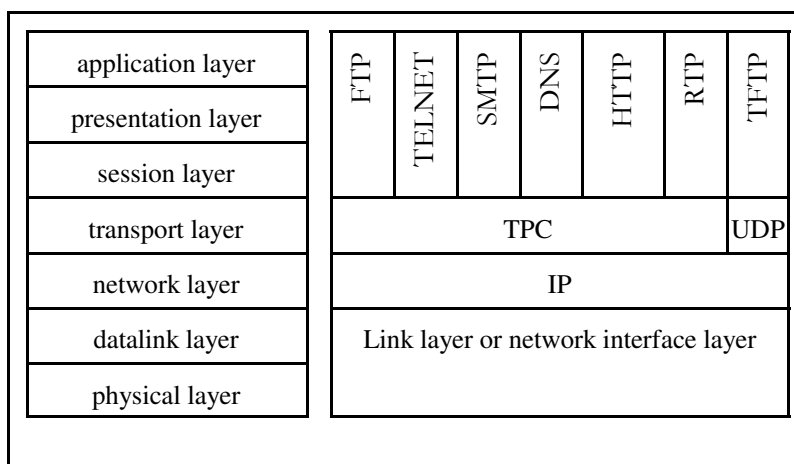 application layer
presentation layer
session layer
transport layer
network layer
datalink layer
physical layer
FTP
TELNET
SMTP
DNS
HTTP
RTP
TFTP
TPC
UDP
IP
Link layer or network interface layer